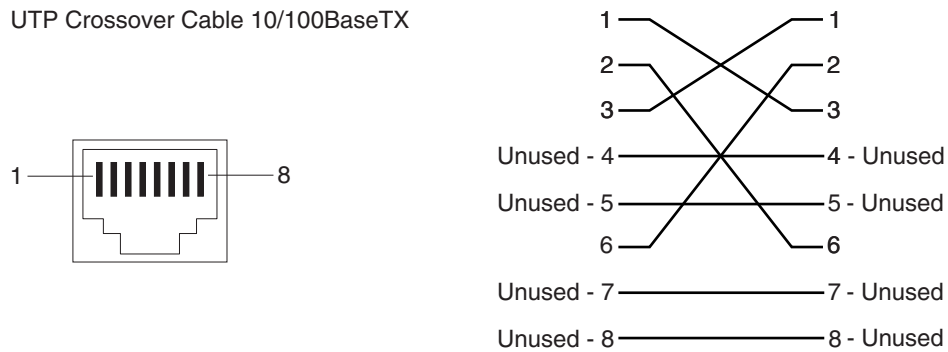 UTP Crossover Cable 10/100BaseTX
1
8
1 1
2 2
3 3
Unused - 4 4 - Unused
Unused - 5 5 - Unused
6 6
Unused - 7 7 - Unused
Unused - 8 8 - Unused